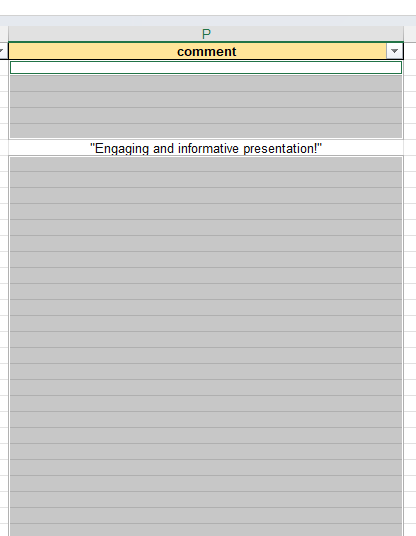 P
comment
"Engaging and informative presentation!"